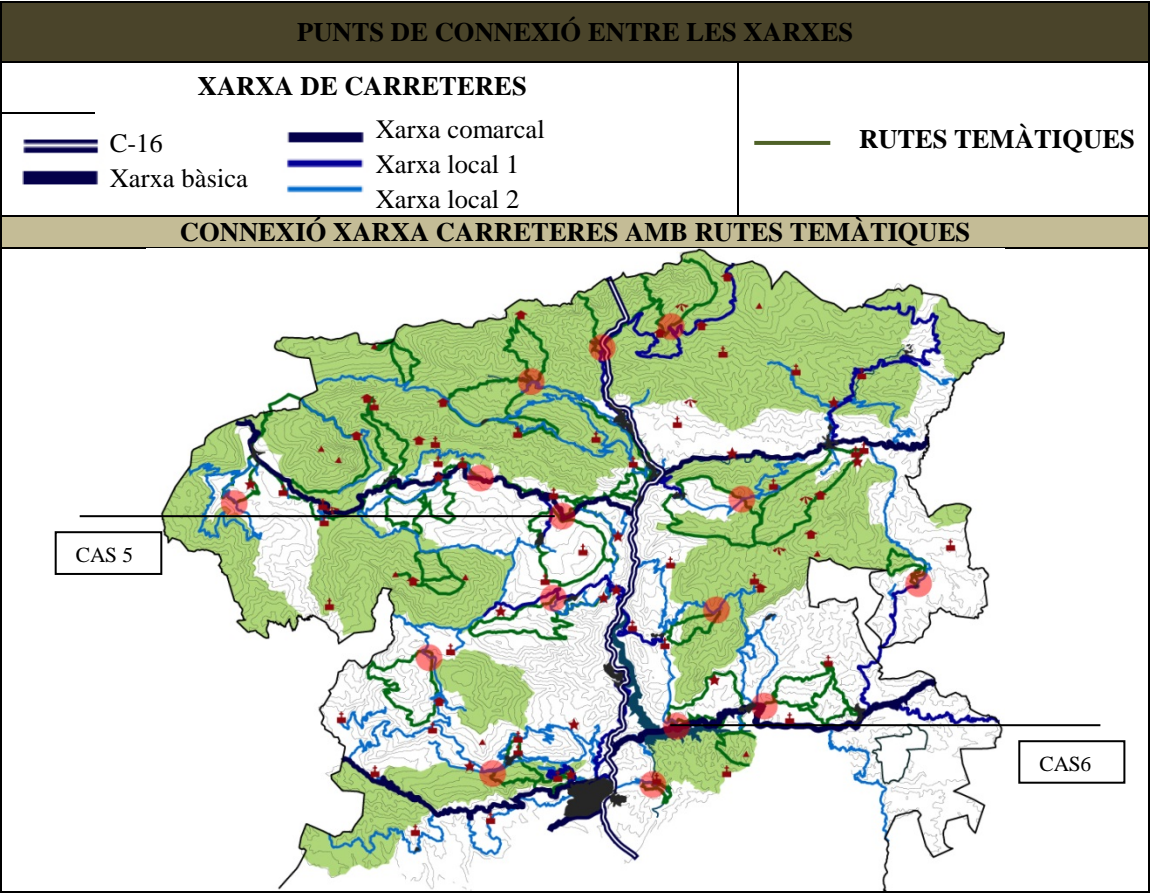 PUNTS DE CONNEXIÓ ENTRE LES XARXES
XARXA DE CARRETERES
C-16
Xarxa bàsica
Xarxa comarcal
Xarxa local 1
Xarxa local 2
RUTES TEMÀTIQUES
CONNEXIÓ XARXA CARRETERES AMB RUTES TEMÀTIQUES
CAS 5
CAS6